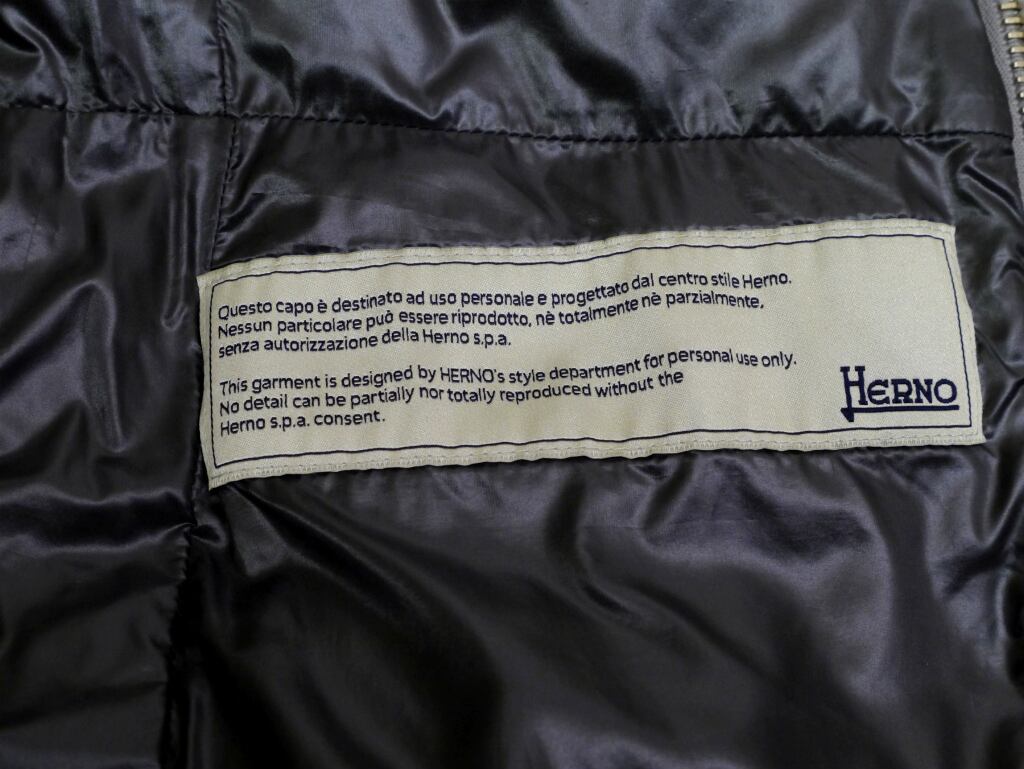 Questo capo è destinato ad uso personale e progettato dal centro stile Herno.
Nessun particolare può essere riprodotto, nè totalmente nè parzialmente,
senza autorizzazione della Herno s.p.a.
This garment is designed by HERNO's style department for personal use only.
No detail can be partially nor totally reproduced without the
Herno s.p.a. consent.
HERNO